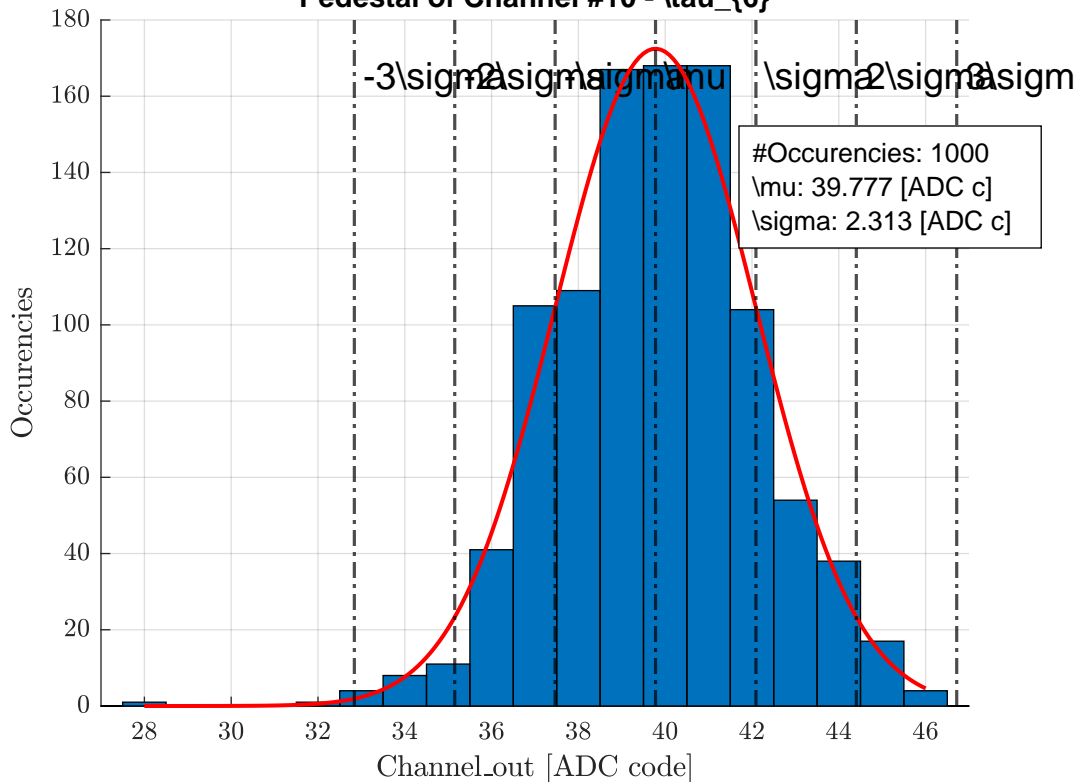 Pedestal of Channel #10 - \tau_{6}
-3\sigma
-2\sigma
-\sigma
\mu
\sigma
2\sigma
3\sigm
#Occurencies: 1000
\mu: 39.777 [ADC c]
\sigma: 2.313 [ADC c]
180
160
140
120
100
80
60
40
20
0
Occurencies
28 30 32 34 36 38 40 42 44 46
Channel_out [ADC code]